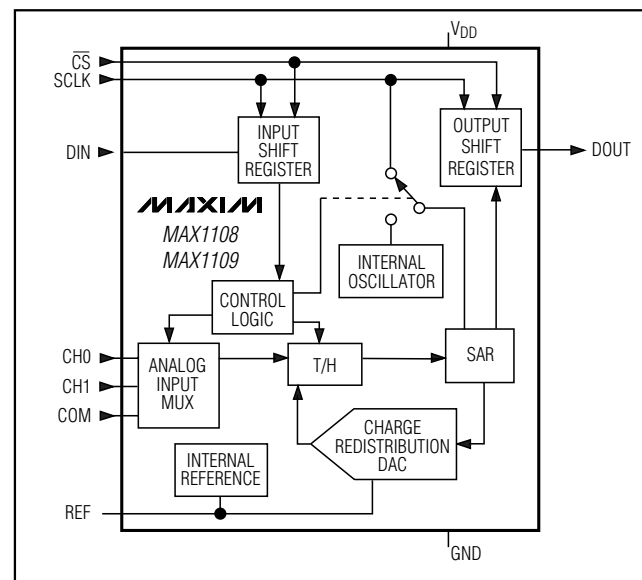 VDD
CS
SCLK
DIN
INPUT
SHIFT
REGISTER
OUTPUT
SHIFT
REGISTER
DOUT
MAXIM
MAX1108
MAX1109
INTERNAL
OSCILLATOR
CONTROL
LOGIC
CH0
CH1
COM
ANALOG
INPUT
MUX
T/H
SAR
CHARGE
REDISTRIBUTION
DAC
INTERNAL
REFERENCE
REF
GND